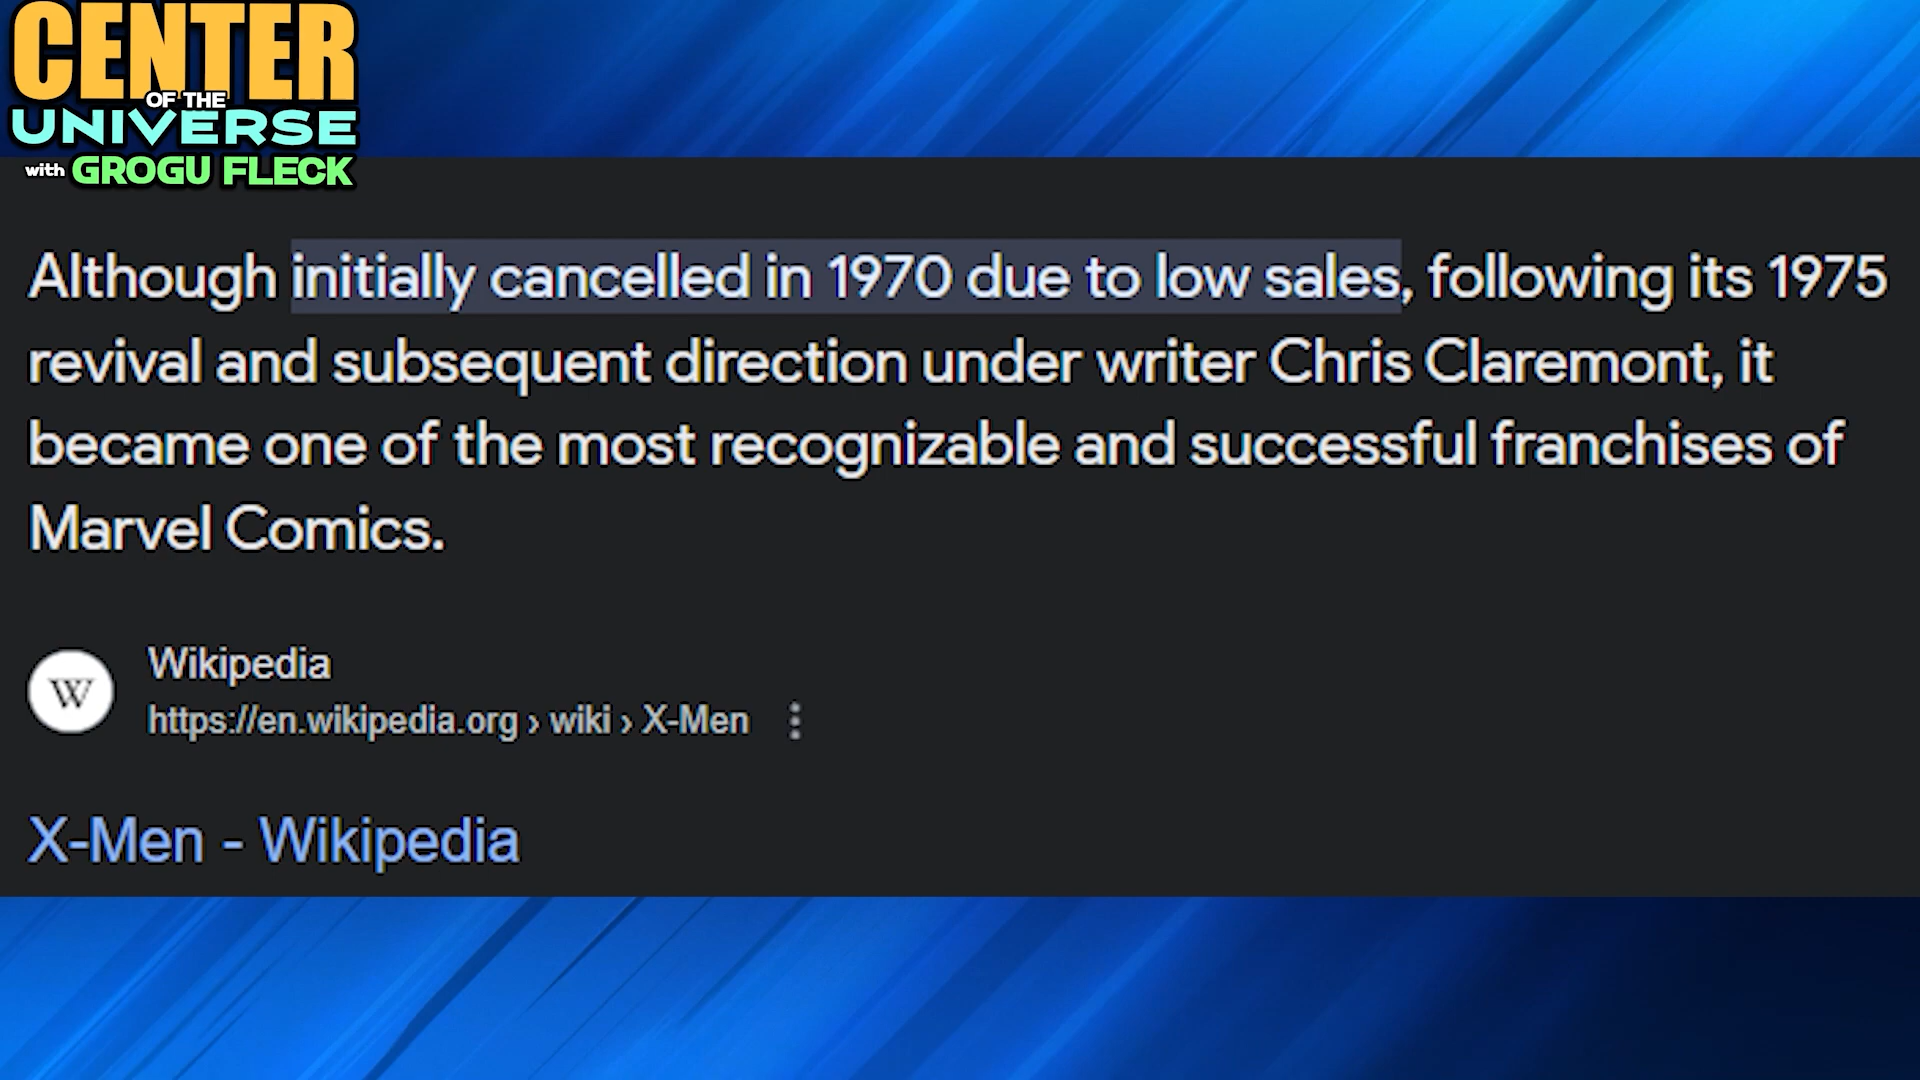 CENTER
OF THE
UNIVERSE
with GROGU FLECK
Although initially cancelled in 1970 due to low sales, following its 1975
revival and subsequent direction under writer Chris Claremont, it
became one of the most recognizable and successful franchises of
Marvel Comics.
W
Wikipedia
https://en.wikipedia.org › wiki › X-Men
X-Men - Wikipedia